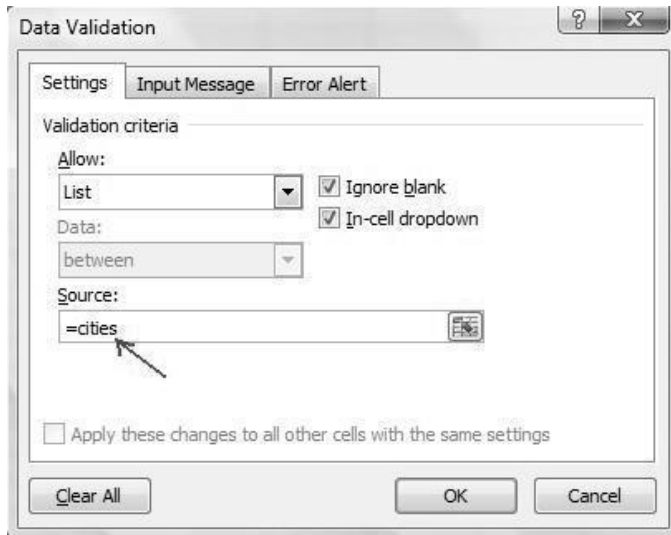 Data Validation
Settings
Input Message
Error Alert
Validation criteria
Allow:
List
Ignore blank
In-cell dropdown
Data:
between
Source:
=cities
Apply these changes to all other cells with the same settings
Clear All
OK
Cancel